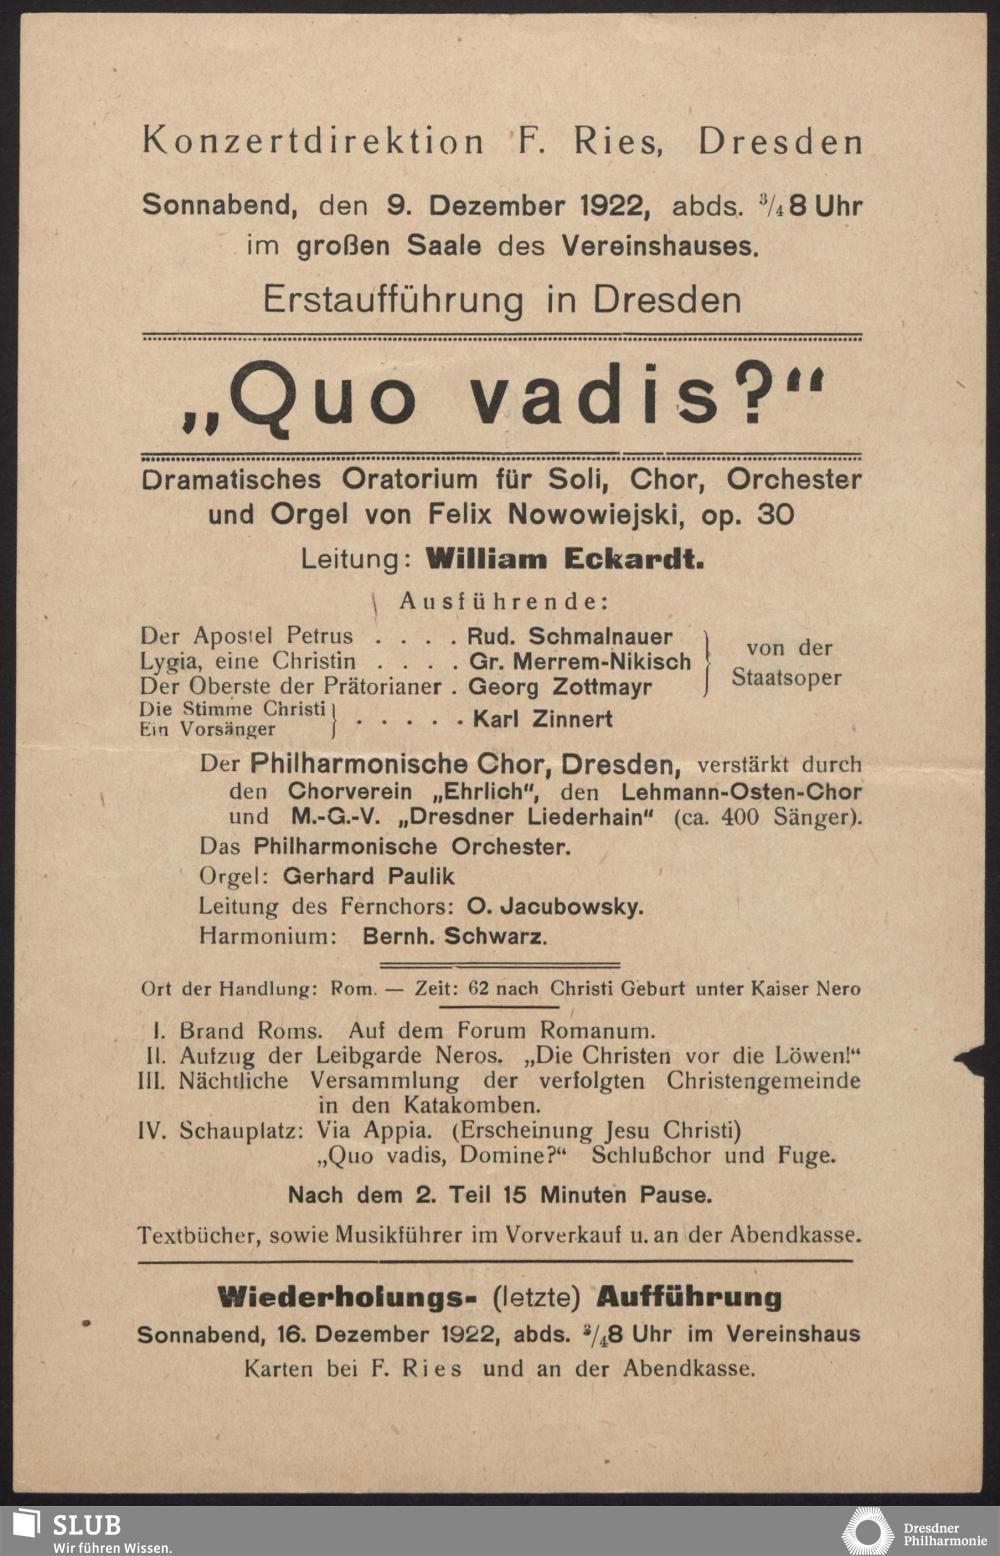 Konzertdirektion F. Ries, Dresden
Sonnabend, den 9. Dezember 1922, abds. ¾8 Uhr
im großen Saale des Vereinshauses.
Erstaufführung in Dresden
„Quo vadis?“
Dramatisches Oratorium für Soli, Chor, Orchester
und Orgel von Felix Nowowiejski, op. 30
Leitung: William Eckardt.
Ausführende:
Der Apostel Petrus . . . . Rud. Schmalnauer
Lygia, eine Christin . . . . Gr. Merrem-Nikisch
Der Oberste der Prätorianer . Georg Zottmayr
von der
Staatsoper
Die Stimme Christi
Ein Vorsänger
. . . . . Karl Zinnert
Der Philharmonische Chor, Dresden, verstärkt durch
den Chorverein „Ehrlich“, den Lehmann-Osten-Chor
und M.-G.-V. „Dresdner Liederhain“ (ca. 400 Sänger).
Das Philharmonische Orchester.
Orgel: Gerhard Paulik
Leitung des Fernchors: O. Jacubowsky.
Harmonium: Bernh. Schwarz.
Ort der Handlung: Rom. — Zeit: 62 nach Christi Geburt unter Kaiser Nero
I. Brand Roms. Auf dem Forum Romanum.
II. Aufzug der Leibgarde Neros. „Die Christen vor die Löwen!“
III. Nächtliche Versammlung der verfolgten Christengemeinde
in den Katakomben.
IV. Schauplatz: Via Appia. (Erscheinung Jesu Christi)
„Quo vadis, Domine?“ Schlußchor und Fuge.
Nach dem 2. Teil 15 Minuten Pause.
Textbücher, sowie Musikführer im Vorverkauf u. an der Abendkasse.
Wiederholungs- (letzte) Aufführung
Sonnabend, 16. Dezember 1922, abds. ¾8 Uhr im Vereinshaus
Karten bei F. Ries und an der Abendkasse.
SLUB
Wir führen Wissen.
Dresdner
Philharmonie